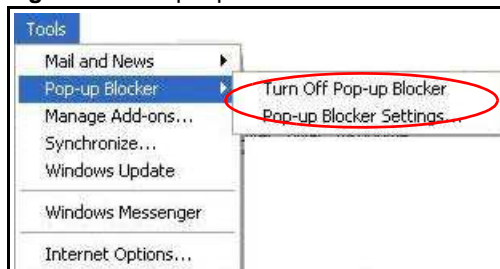 Tools
Mail and News
Pop-up Blocker
Turn Off Pop-up Blocker
Pop-up Blocker Settings...
Manage Add-ons...
Synchronize...
Windows Update
Windows Messenger
Internet Options...